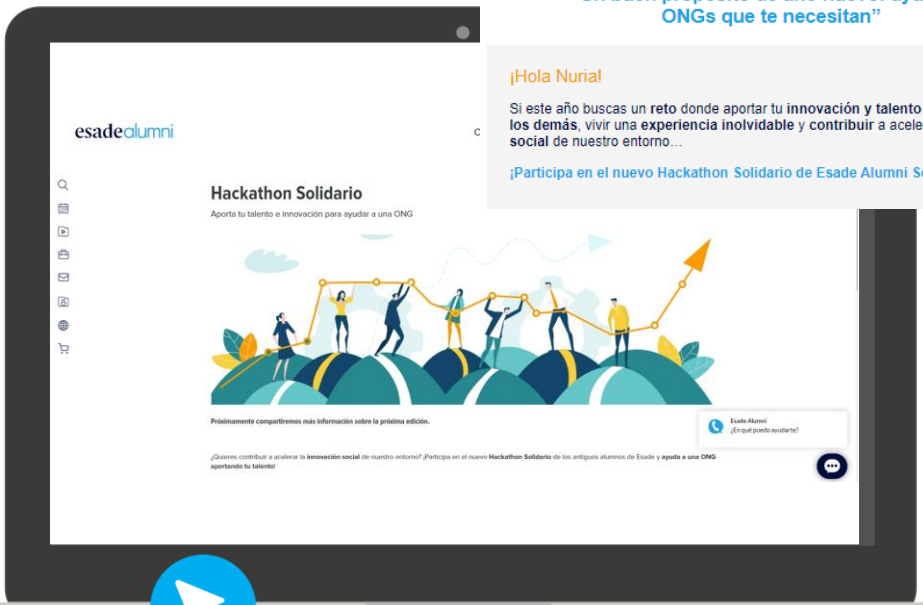 ONGs que te necesitan”
¡Hola Nuria!
Si este año buscas un reto donde aportar tu innovación y talento
los demás, vivir una experiencia inolvidable y contribuir a
social de nuestro entorno...
¡Participa en el nuevo Hackathon Solidario de Esade Alumni
esadealumni
Hackathon Solidario
Aporta tu talento e innovación para ayudar a una ONG
Próximamente compartiremos más información sobre la próxima edición.
Esade Alumni
¿En qué puedo ayudarte?
¿Quieres contribuir a acelerar la innovación social de nuestro entorno? ¡Participa en el nuevo Hackathon Solidario de los antiguos alumnos de Esade y ayuda a una ONG
aportando tu talento!